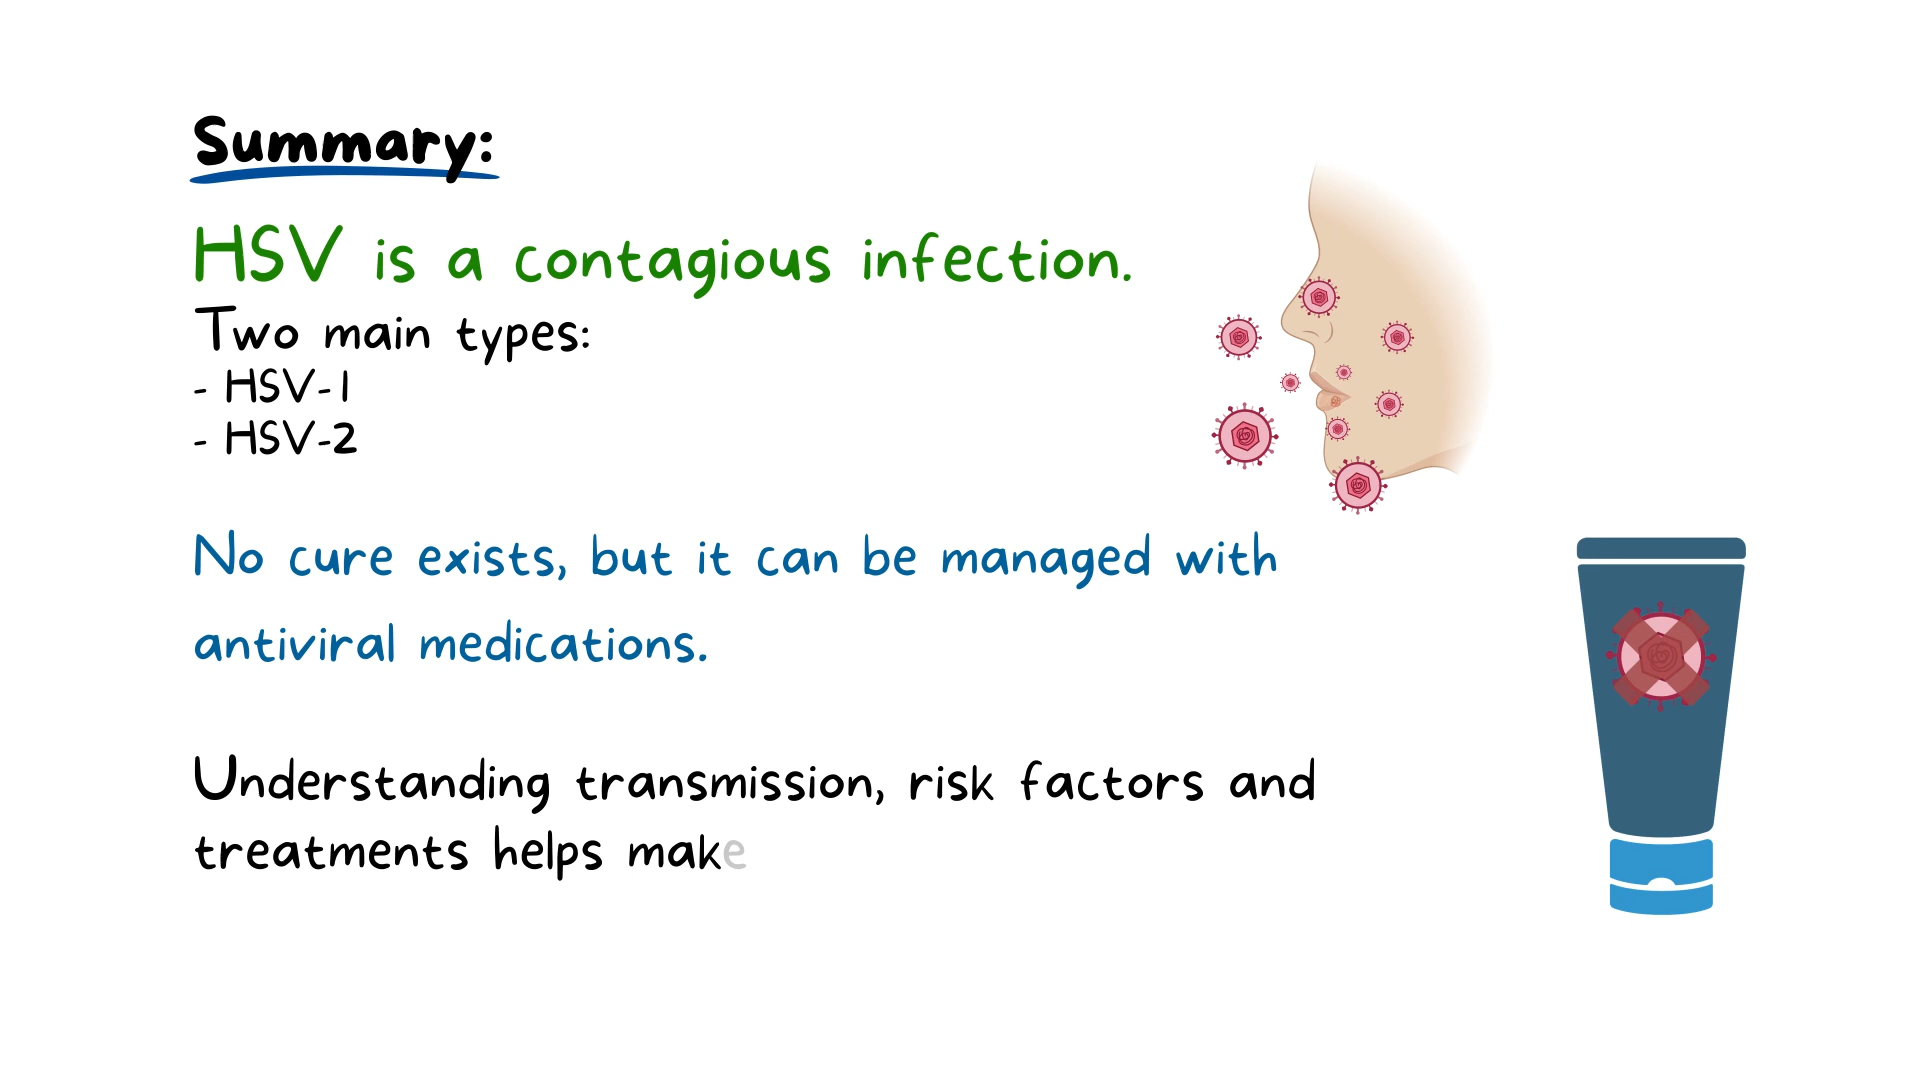 Summary:
HSV is a contagious infection.
Two main types:
- HSV-1
- HSV-2
No cure exists, but it can be managed with
antiviral medications.
Understanding transmission, risk factors and
treatments helps make